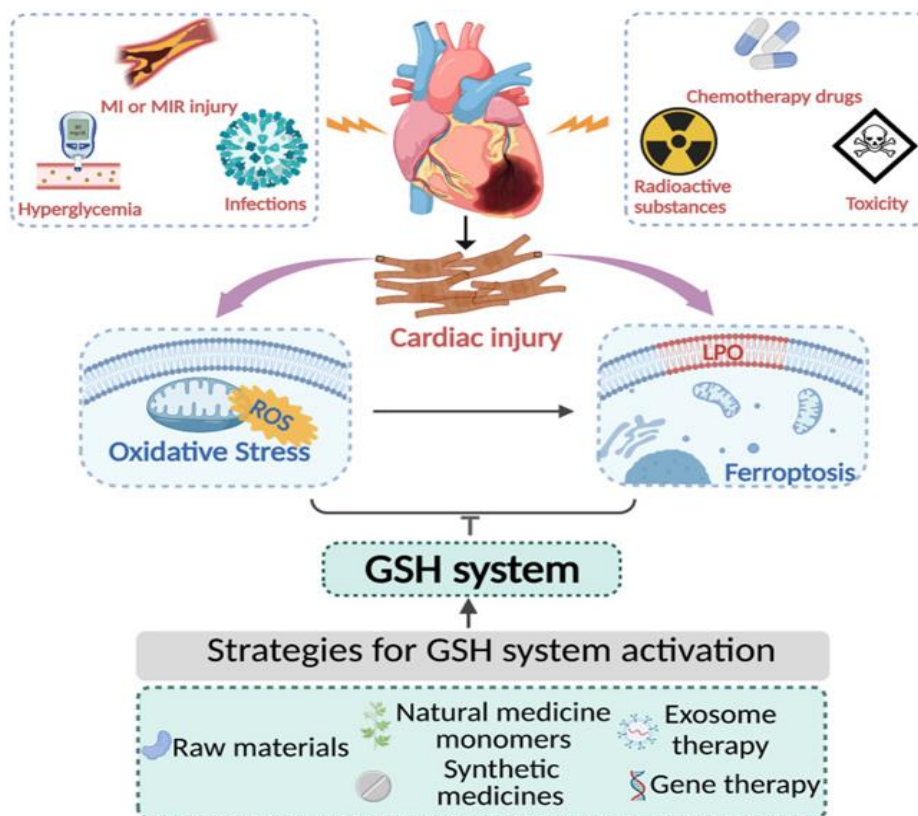 MI or MIR injury
Hyperglycemia
Infections
Chemotherapy drugs
Radioactive
substances
Toxicity
Cardiac injury
ROS
Oxidative Stress
LPO
Ferroptosis
GSH system
Strategies for GSH system activation
Raw materials
Natural medicine
monomers
Synthetic
medicines
Exosome
therapy
Gene therapy